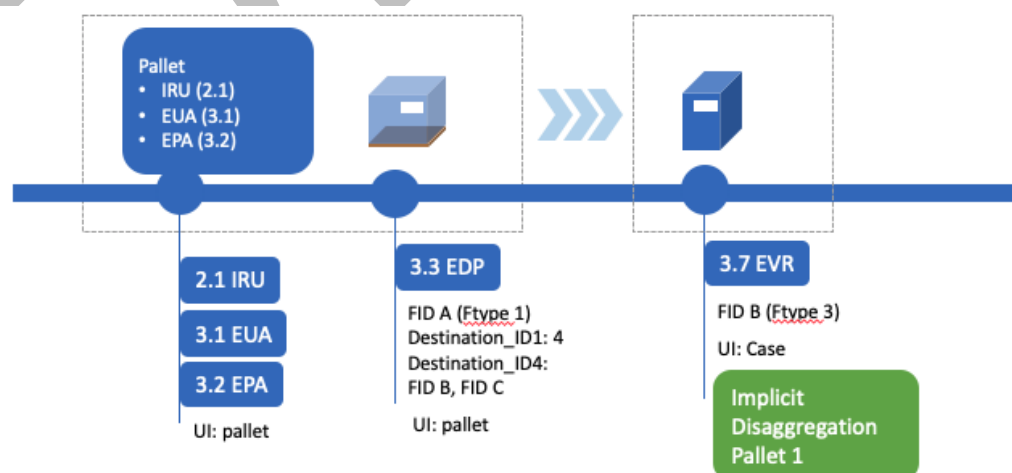 Pallet
• IRU (2.1)
• EUA (3.1)
• EPA (3.2)
2.1 IRU
3.1 EUA
3.2 EPA
UI: pallet
3.3 EDP
FID A (Ftype 1)
Destination_ID1: 4
Destination_ID4:
FID B, FID C
UI: pallet
3.7 EVR
FID B (Ftype 3)
UI: Case
Implicit
Disaggregation
Pallet 1